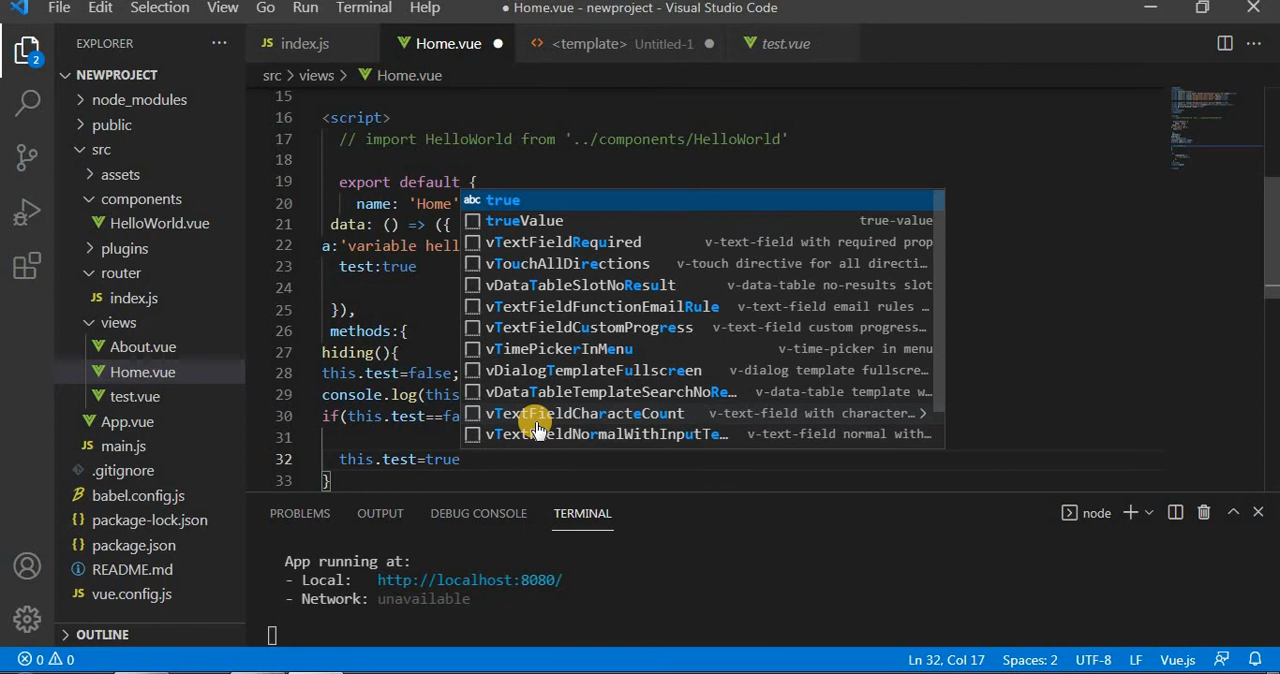 File Edit Selection View Go Run Terminal Help ● Home.vue - newproject - Visual Studio Code
EXPLORER ···
JS index.js Home.vue <template> Untitled-1 test.vue
2
src > views > Home.vue
NEWPROJECT
node_modules
public
src
assets
components
HelloWorld.vue
plugins
router
JS index.js
views
About.vue
Home.vue
test.vue
App.vue
JS main.js
.gitignore
babel.config.js
{} package-lock.json
{} package.json
README.md
JS vue.config.js
OUTLINE
15
16 <script>
17 // import HelloWorld from '../components/HelloWorld'
18
19 export default {
20 name: 'Home'
21 data: () => ({
22 a:'variable hell
23 test:true
24
25 }),
26 methods:{
27 hiding(){
28 this.test=false;
29 console.log(this
30 if(this.test==fa
31
32 this.test=true
33 }
abc true
trueValue true-value
vTextFieldRequired v-text-field with required prop
vTouchAllDirections v-touch directive for all directi…
vDataTableSlotNoResult v-data-table no-results slot
vTextFieldFunctionEmailRule v-text-field email rules …
vTextFieldCustomProgress v-text-field custom progress…
vTimePickerInMenu v-time-picker in menu
vDialogTemplateFullscreen v-dialog template fullscre…
vDataTableTemplateSearchNoRe… v-data-table template w…
vTextFieldCharacteCount v-text-field with character… >
vTextFieldNormalWithInputTe… v-text-field normal with…
PROBLEMS OUTPUT DEBUG CONSOLE TERMINAL node
App running at:
- Local: http://localhost:8080/
- Network: unavailable
0 0 Ln 32, Col 17 Spaces: 2 UTF-8 LF Vue.js